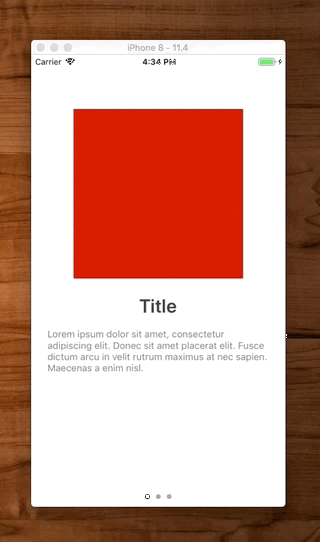 iPhone 8 - 11.4
Carrier 4:34 PM
Title
Lorem ipsum dolor sit amet, consectetur
adipiscing elit. Donec sit amet placerat elit. Fusce
dictum arcu in velit rutrum maximus at nec sapien.
Maecenas a enim nisl.